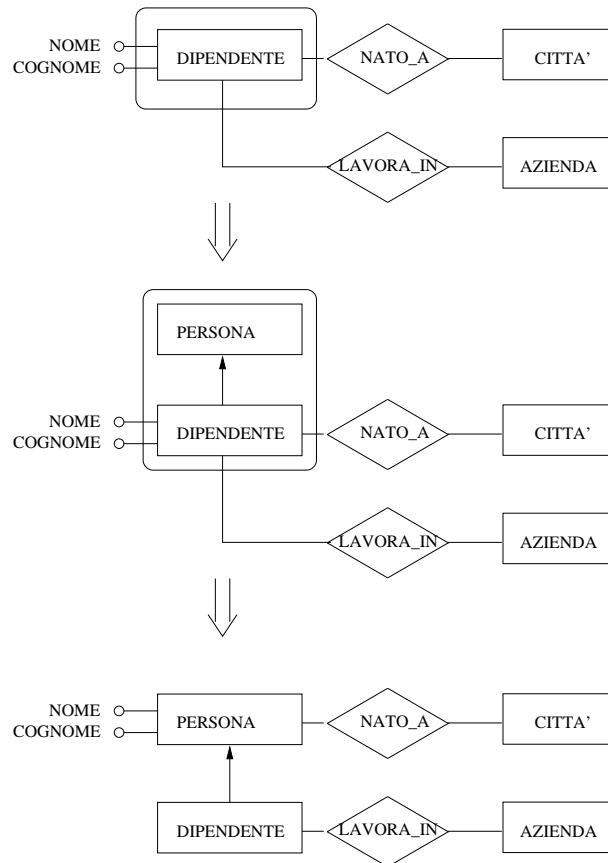 NOME
COGNOME
DIPENDENTE
NATO_A
CITTA'
LAVORA_IN
AZIENDA
PERSONA
NOME
COGNOME
DIPENDENTE
NATO_A
CITTA'
LAVORA_IN
AZIENDA
NOME
COGNOME
PERSONA
NATO_A
CITTA'
DIPENDENTE
LAVORA_IN
AZIENDA